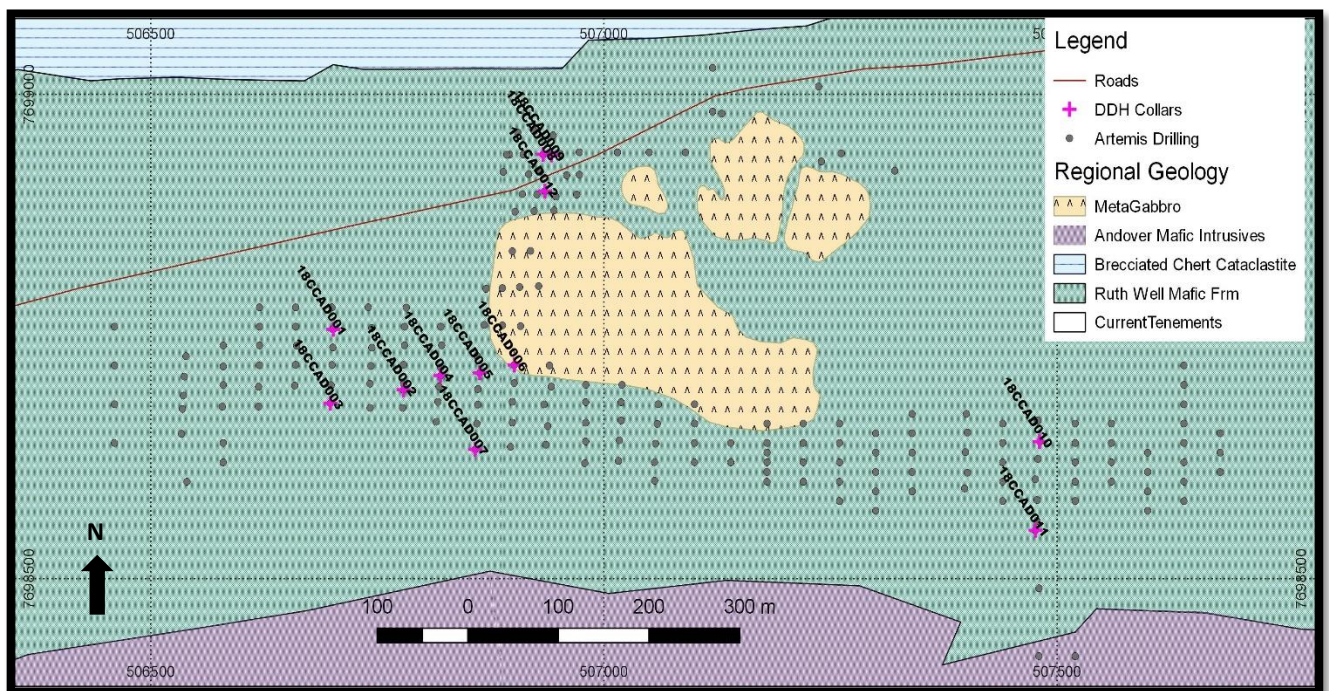 506500
507000
Legend
Roads
DDH Collars
Artemis Drilling
Regional Geology
MetaGabbro
Andover Mafic Intrusives
Brecciated Chert Cataclastite
Ruth Well Mafic Frm
CurrentTenements
7699000
18CCAD009
18CCAD012
18CCAD001
18CCAD003
18CCAD002
18CCAD004
18CCAD005
18CCAD006
18CCAD007
18CCAD010
18CCAD011
N
7698500
7698500
100 0 100 200 300 m
506500
507000
507500